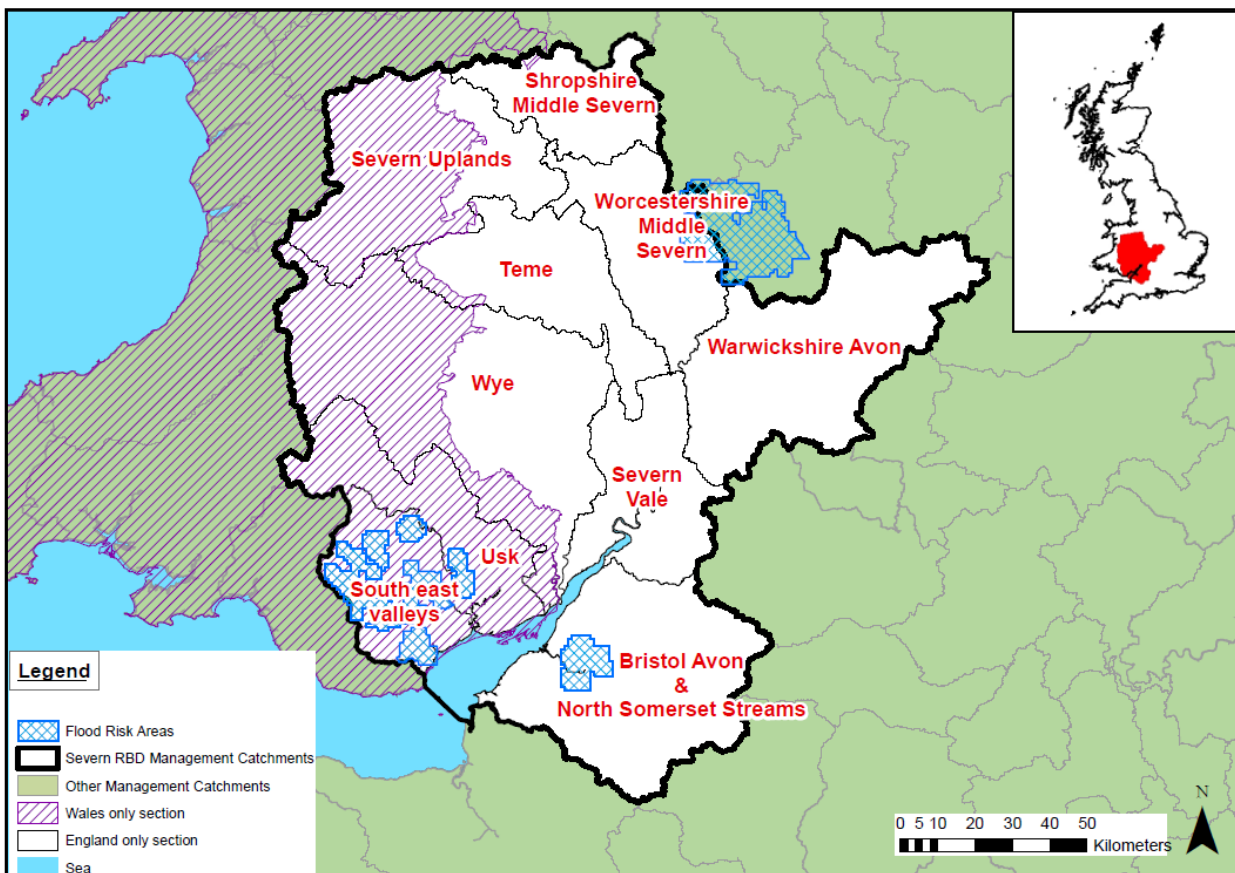 Shropshire
Middle Severn
Severn Uplands
Worcestershire
Middle
Severn
Teme
Warwickshire Avon
Wye
Severn
Vale
Usk
South east
valleys
Bristol Avon
&
North Somerset Streams
Legend
Flood Risk Areas
Severn RBD Management Catchments
Other Management Catchments
Wales only section
England only section
Sea
N
0 5 10 20 30 40 50
Kilometers